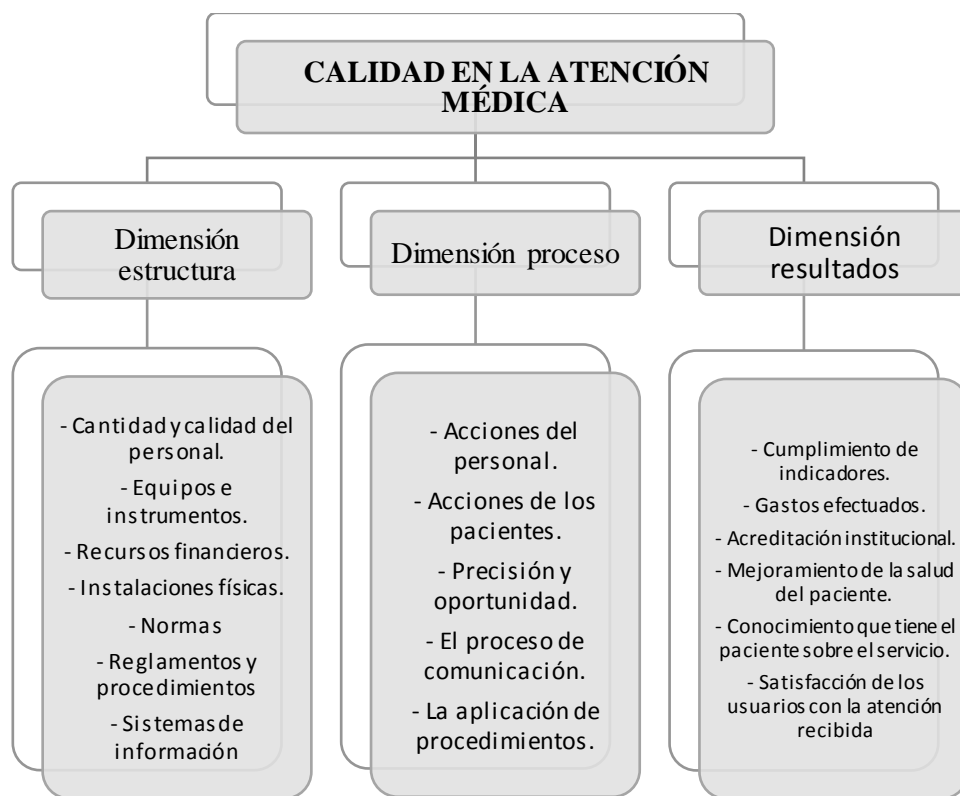 CALIDAD EN LA ATENCIÓN
MÉDICA
Dimensión
estructura
Dimensión proceso
Dimensión
resultados
- Cantidad y calidad del
personal.
- Equipos e
instrumentos.
- Recursos financieros.
- Instalaciones físicas.
- Normas
- Reglamentos y
procedimientos
- Sistemas de
información
- Acciones del
personal.
- Acciones de los
pacientes.
- Precisión y
oportunidad.
- El proceso de
comunicación.
- La aplicación de
procedimientos.
- Cumplimiento de
indicadores.
- Gastos efectuados.
- Acreditación institucional.
- Mejoramiento de la salud
del paciente.
- Conocimiento que tiene el
paciente sobre el servicio.
- Satisfacción de los
usuarios con la atención
recibida